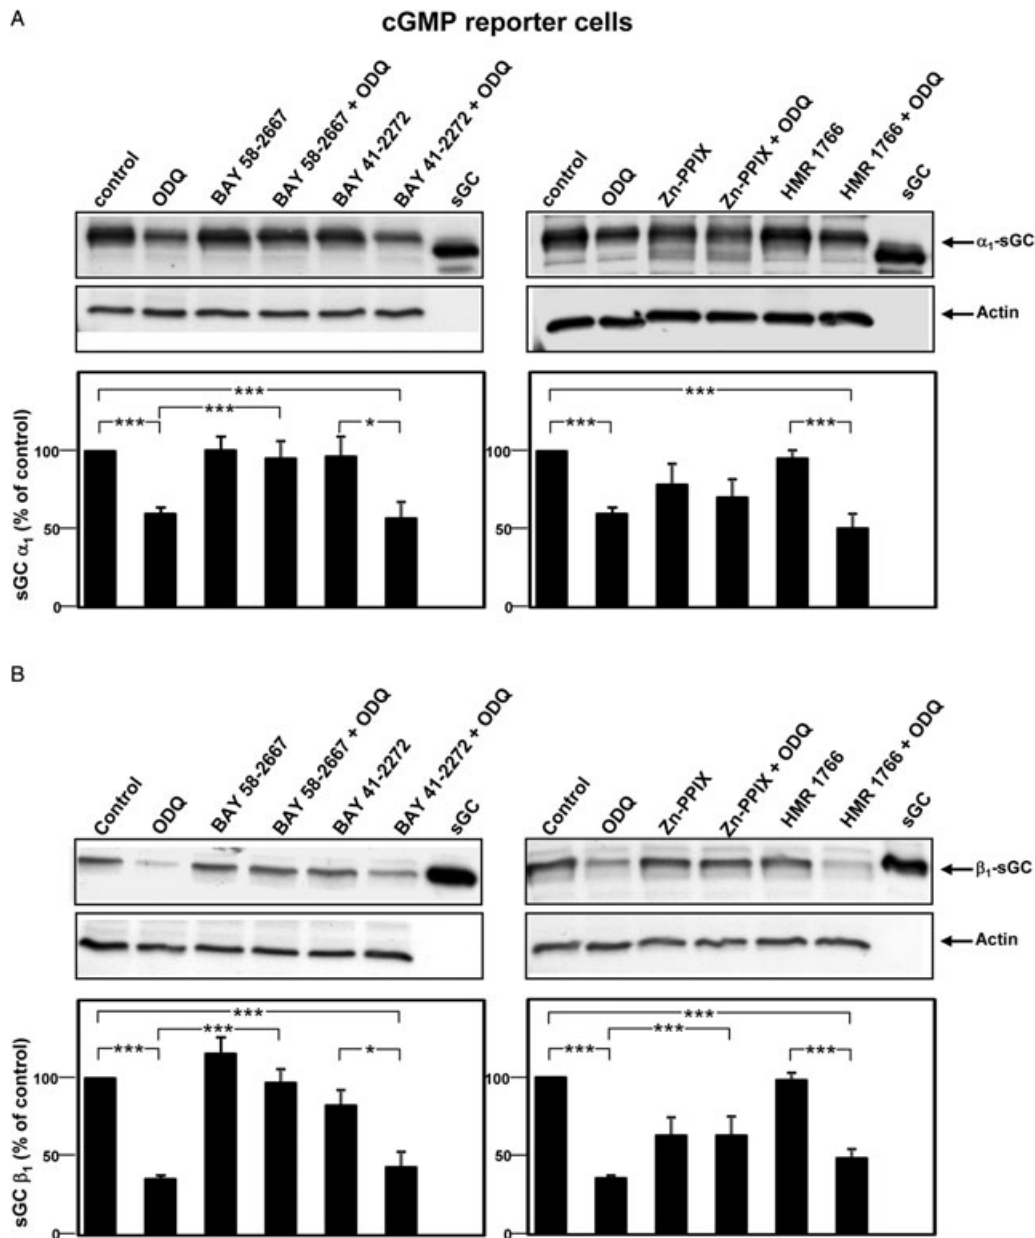 A
cGMP reporter cells
control
ODQ
BAY 58-2667
BAY 58-2667 + ODQ
BAY 41-2272
BAY 41-2272 + ODQ
sGC
control
ODQ
Zn-PPIX
Zn-PPIX + ODQ
HMR 1766
HMR 1766 + ODQ
sGC
α₁-sGC
Actin
sGC α₁ (% of control)
100
50
0
***
***
***
*
100
50
0
***
***
***
B
Control
ODQ
BAY 58-2667
BAY 58-2667 + ODQ
BAY 41-2272
BAY 41-2272 + ODQ
sGC
Control
ODQ
Zn-PPIX
Zn-PPIX + ODQ
HMR 1766
HMR 1766 + ODQ
sGC
β₁-sGC
Actin
sGC β₁ (% of control)
100
50
0
***
***
***
*
100
50
0
***
***
***
***